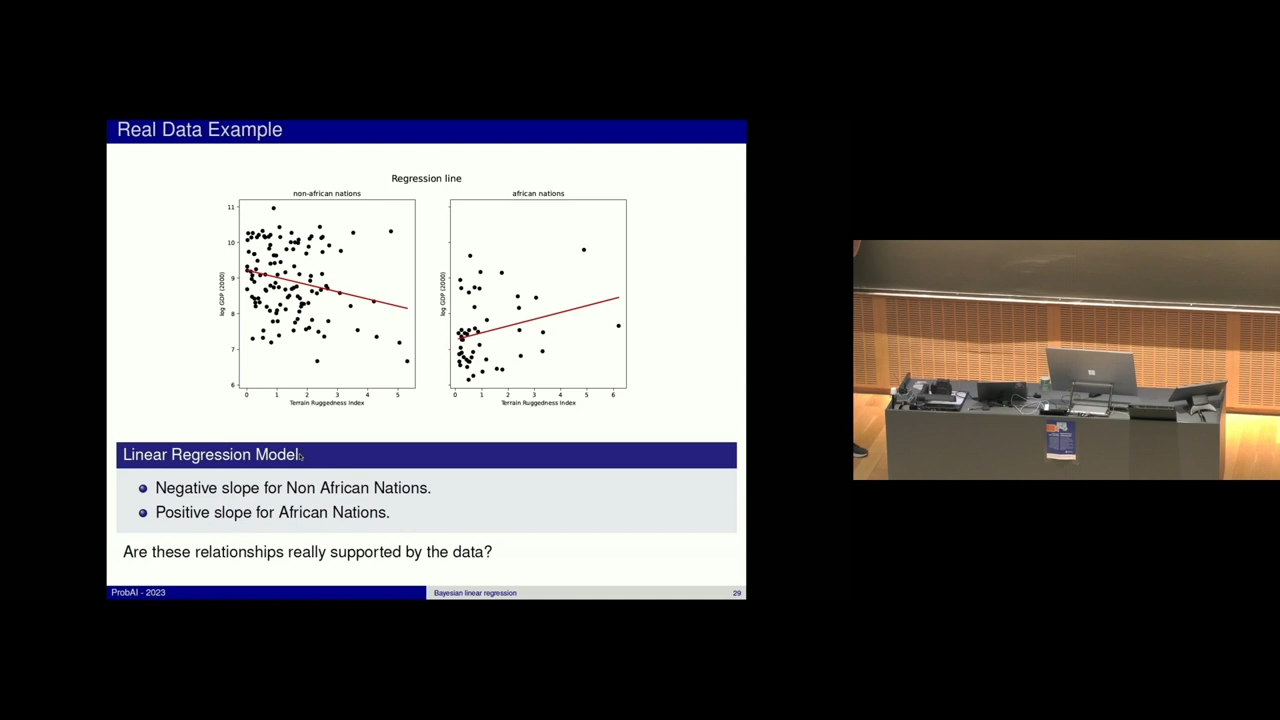 Real Data Example
Regression line
non-african nations
african nations
11
10
9
8
7
6
log GDP (2000)
0 1 2 3 4 5
Terrain Ruggedness Index
log GDP (2000)
0 1 2 3 4 5 6
Terrain Ruggedness Index
Linear Regression Model
Negative slope for Non African Nations.
Positive slope for African Nations.
Are these relationships really supported by the data?
ProbAI - 2023
Bayesian linear regression
29